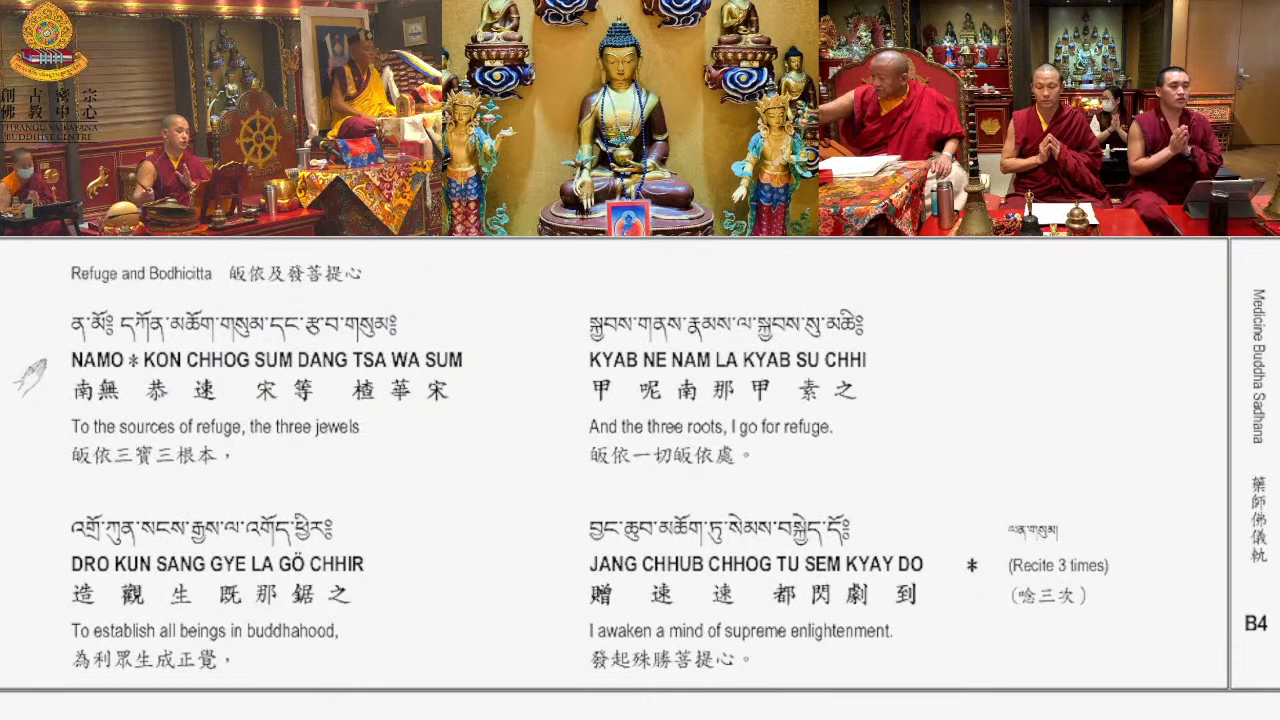 創古密宗
佛教中心
THRANGU VAJRAYANA
BUDDHIST CENTRE
Refuge and Bodhicitta 皈依及發菩提心
ན་མོ༔ དཀོན་མཆོག་གསུམ་དང་རྩ་བ་གསུམ༔
NAMO ✻ KON CHHOG SUM DANG TSA WA SUM
南無 恭 速 宋 等 楂 華 宋
To the sources of refuge, the three jewels
皈依三寶三根本，
སྐྱབས་གནས་རྣམས་ལ་སྐྱབས་སུ་མཆི༔
KYAB NE NAM LA KYAB SU CHHI
甲 呢 南 那 甲 素 之
And the three roots, I go for refuge.
皈依一切皈依處。
འགྲོ་ཀུན་སངས་རྒྱས་ལ་འགོད་ཕྱིར༔
DRO KUN SANG GYE LA GÖ CHHIR
造 觀 生 既 那 鋸 之
To establish all beings in buddhahood,
為利眾生成正覺，
བྱང་ཆུབ་མཆོག་ཏུ་སེམས་བསྐྱེད་དོ༔
JANG CHHUB CHHOG TU SEM KYAY DO ✻
贈 速 速 都 閃 劇 到
I awaken a mind of supreme enlightenment.
發起殊勝菩提心。
ལན་གསུམ།
(Recite 3 times)
(唸三次)
Medicine Buddha Sadhana 藥師佛儀軌
B4